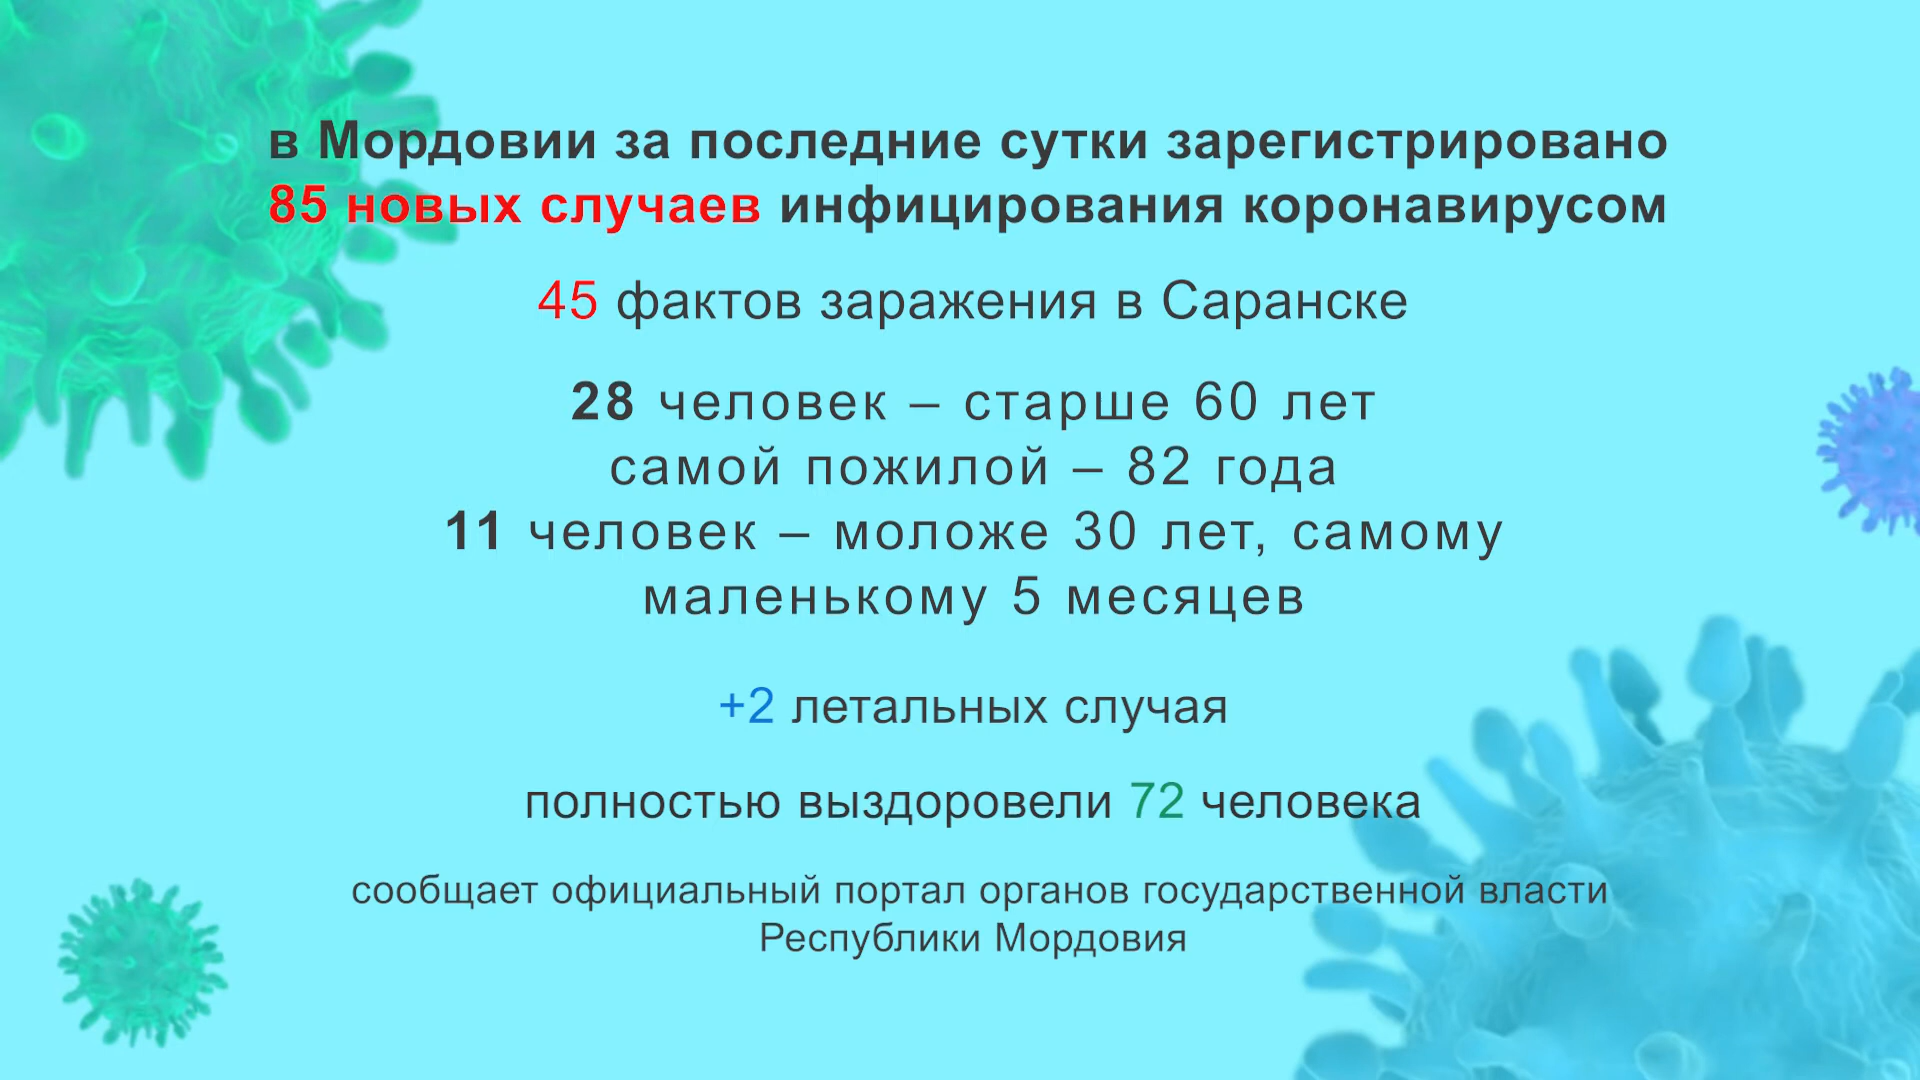 в Мордовии за последние сутки зарегистрировано
85 новых случаев инфицирования коронавирусом
45 фактов заражения в Саранске
28 человек – старше 60 лет
самой пожилой – 82 года
11 человек – моложе 30 лет, самому
маленькому 5 месяцев
+2 летальных случая
полностью выздоровели 72 человека
сообщает официальный портал органов государственной власти
Республики Мордовия